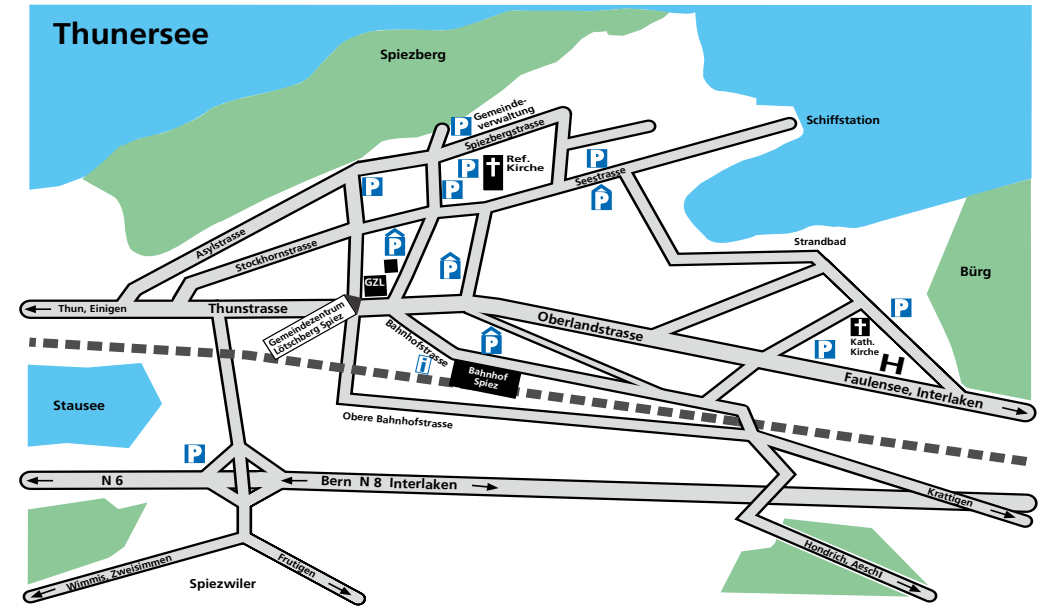 Thunersee
Spiezberg
P
Gemeinde-
verwaltung
Spiezbergstrasse
Schiffstation
P
Ref.
Kirche
P
P
P
Seestrasse
P
Asylstrasse
Stockhornstrasse
P
P
Strandbad
Bürg
GZL
Thun, Einigen
Thunstrasse
Gemeindezentrum
Lötschberg Spiez
Oberlandstrasse
P
Kath.
Kirche
P
Bahnhofstrasse
P
i
Bahnhof
Spiez
Faulensee, Interlaken
Stausee
Obere Bahnhofstrasse
P
N 6
Bern N 8 Interlaken
Krattigen
Wimmis, Zweisimmen
Frutigen
Hondrich, Aeschi
Spiezwiler